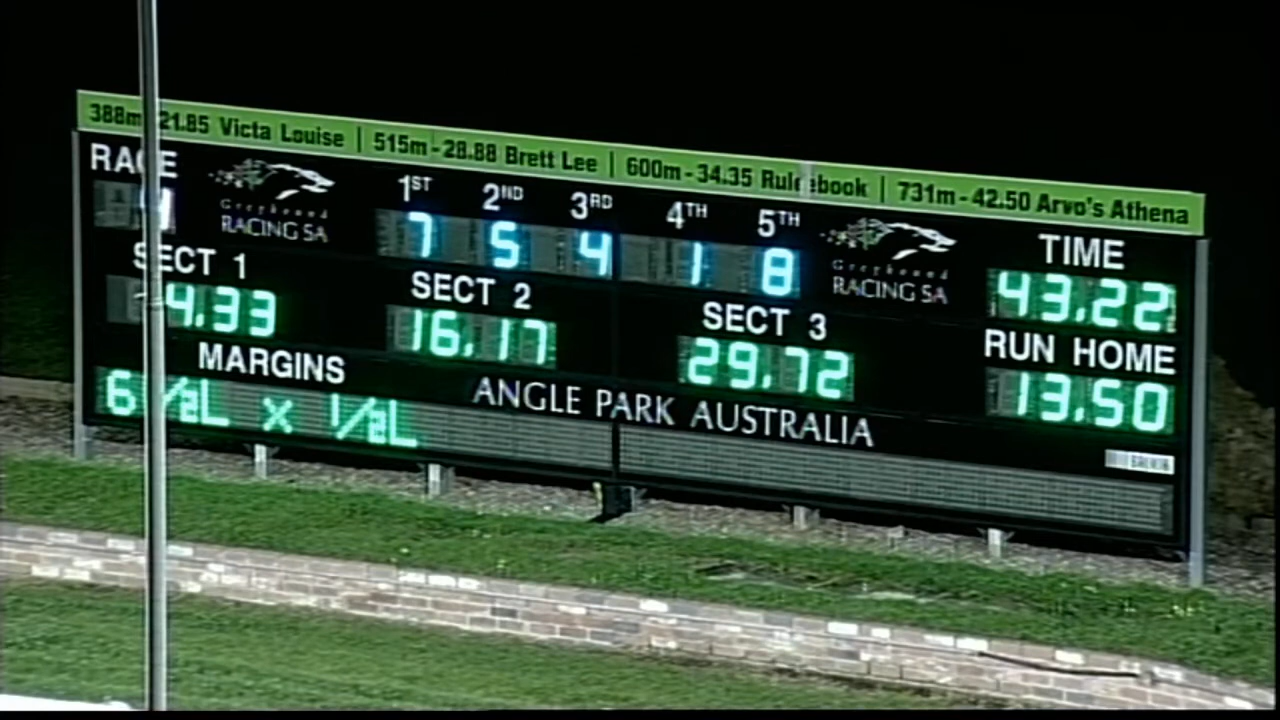 388m-21.85 Victa Louise | 515m-28.88 Brett Lee | 600m-34.35 Rulebook | 731m-42.50 Arvo's Athena
RACE 1ST 2ND 3RD 4TH 5TH TIME
4 Greyhound RACING SA 7 5 4 1 8 Greyhound RACING SA 43.22
SECT 1 SECT 2 SECT 3 RUN HOME
4.33 16.17 29.72 13.50
MARGINS ANGLE PARK AUSTRALIA
6 1/2L x 1/2L